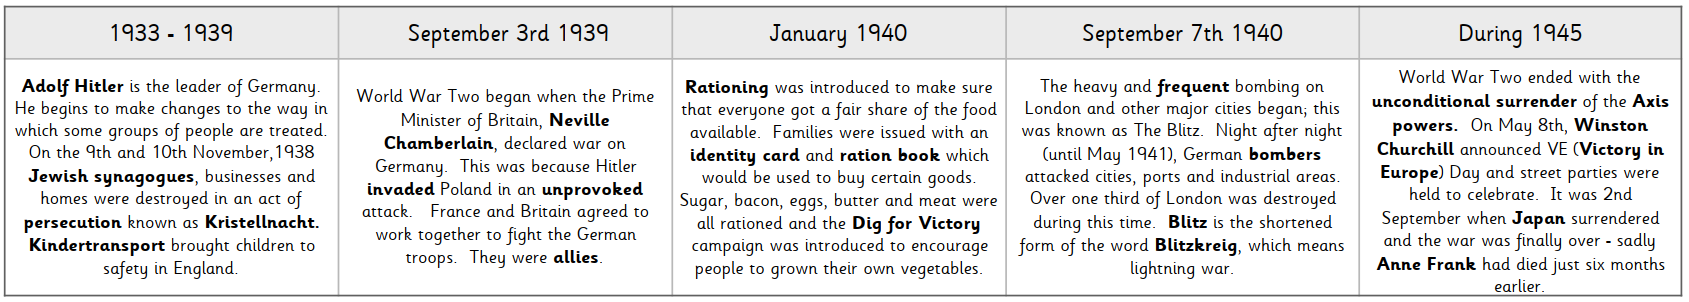 1933 - 1939
Adolf Hitler is the leader of Germany.
He begins to make changes to the way in
which some groups of people are treated.
On the 9th and 10th November,1938
Jewish synagogues, businesses and
homes were destroyed in an act of
persecution known as Kristellnacht.
Kindertransport brought children to
safety in England.
September 3rd 1939
World War Two began when the Prime
Minister of Britain, Neville
Chamberlain, declared war on
Germany. This was because Hitler
invaded Poland in an unprovoked
attack. France and Britain agreed to
work together to fight the German
troops. They were allies.
January 1940
Rationing was introduced to make sure
that everyone got a fair share of the food
available. Families were issued with an
identity card and ration book which
would be used to buy certain goods.
Sugar, bacon, eggs, butter and meat were
all rationed and the Dig for Victory
campaign was introduced to encourage
people to grown their own vegetables.
September 7th 1940
The heavy and frequent bombing on
London and other major cities began; this
was known as The Blitz. Night after night
(until May 1941), German bombers
attacked cities, ports and industrial areas.
Over one third of London was destroyed
during this time. Blitz is the shortened
form of the word Blitzkreig, which means
lightning war.
During 1945
World War Two ended with the
unconditional surrender of the Axis
powers. On May 8th, Winston
Churchill announced VE (Victory in
Europe) Day and street parties were
held to celebrate. It was 2nd
September when Japan surrendered
and the war was finally over - sadly
Anne Frank had died just six months
earlier.